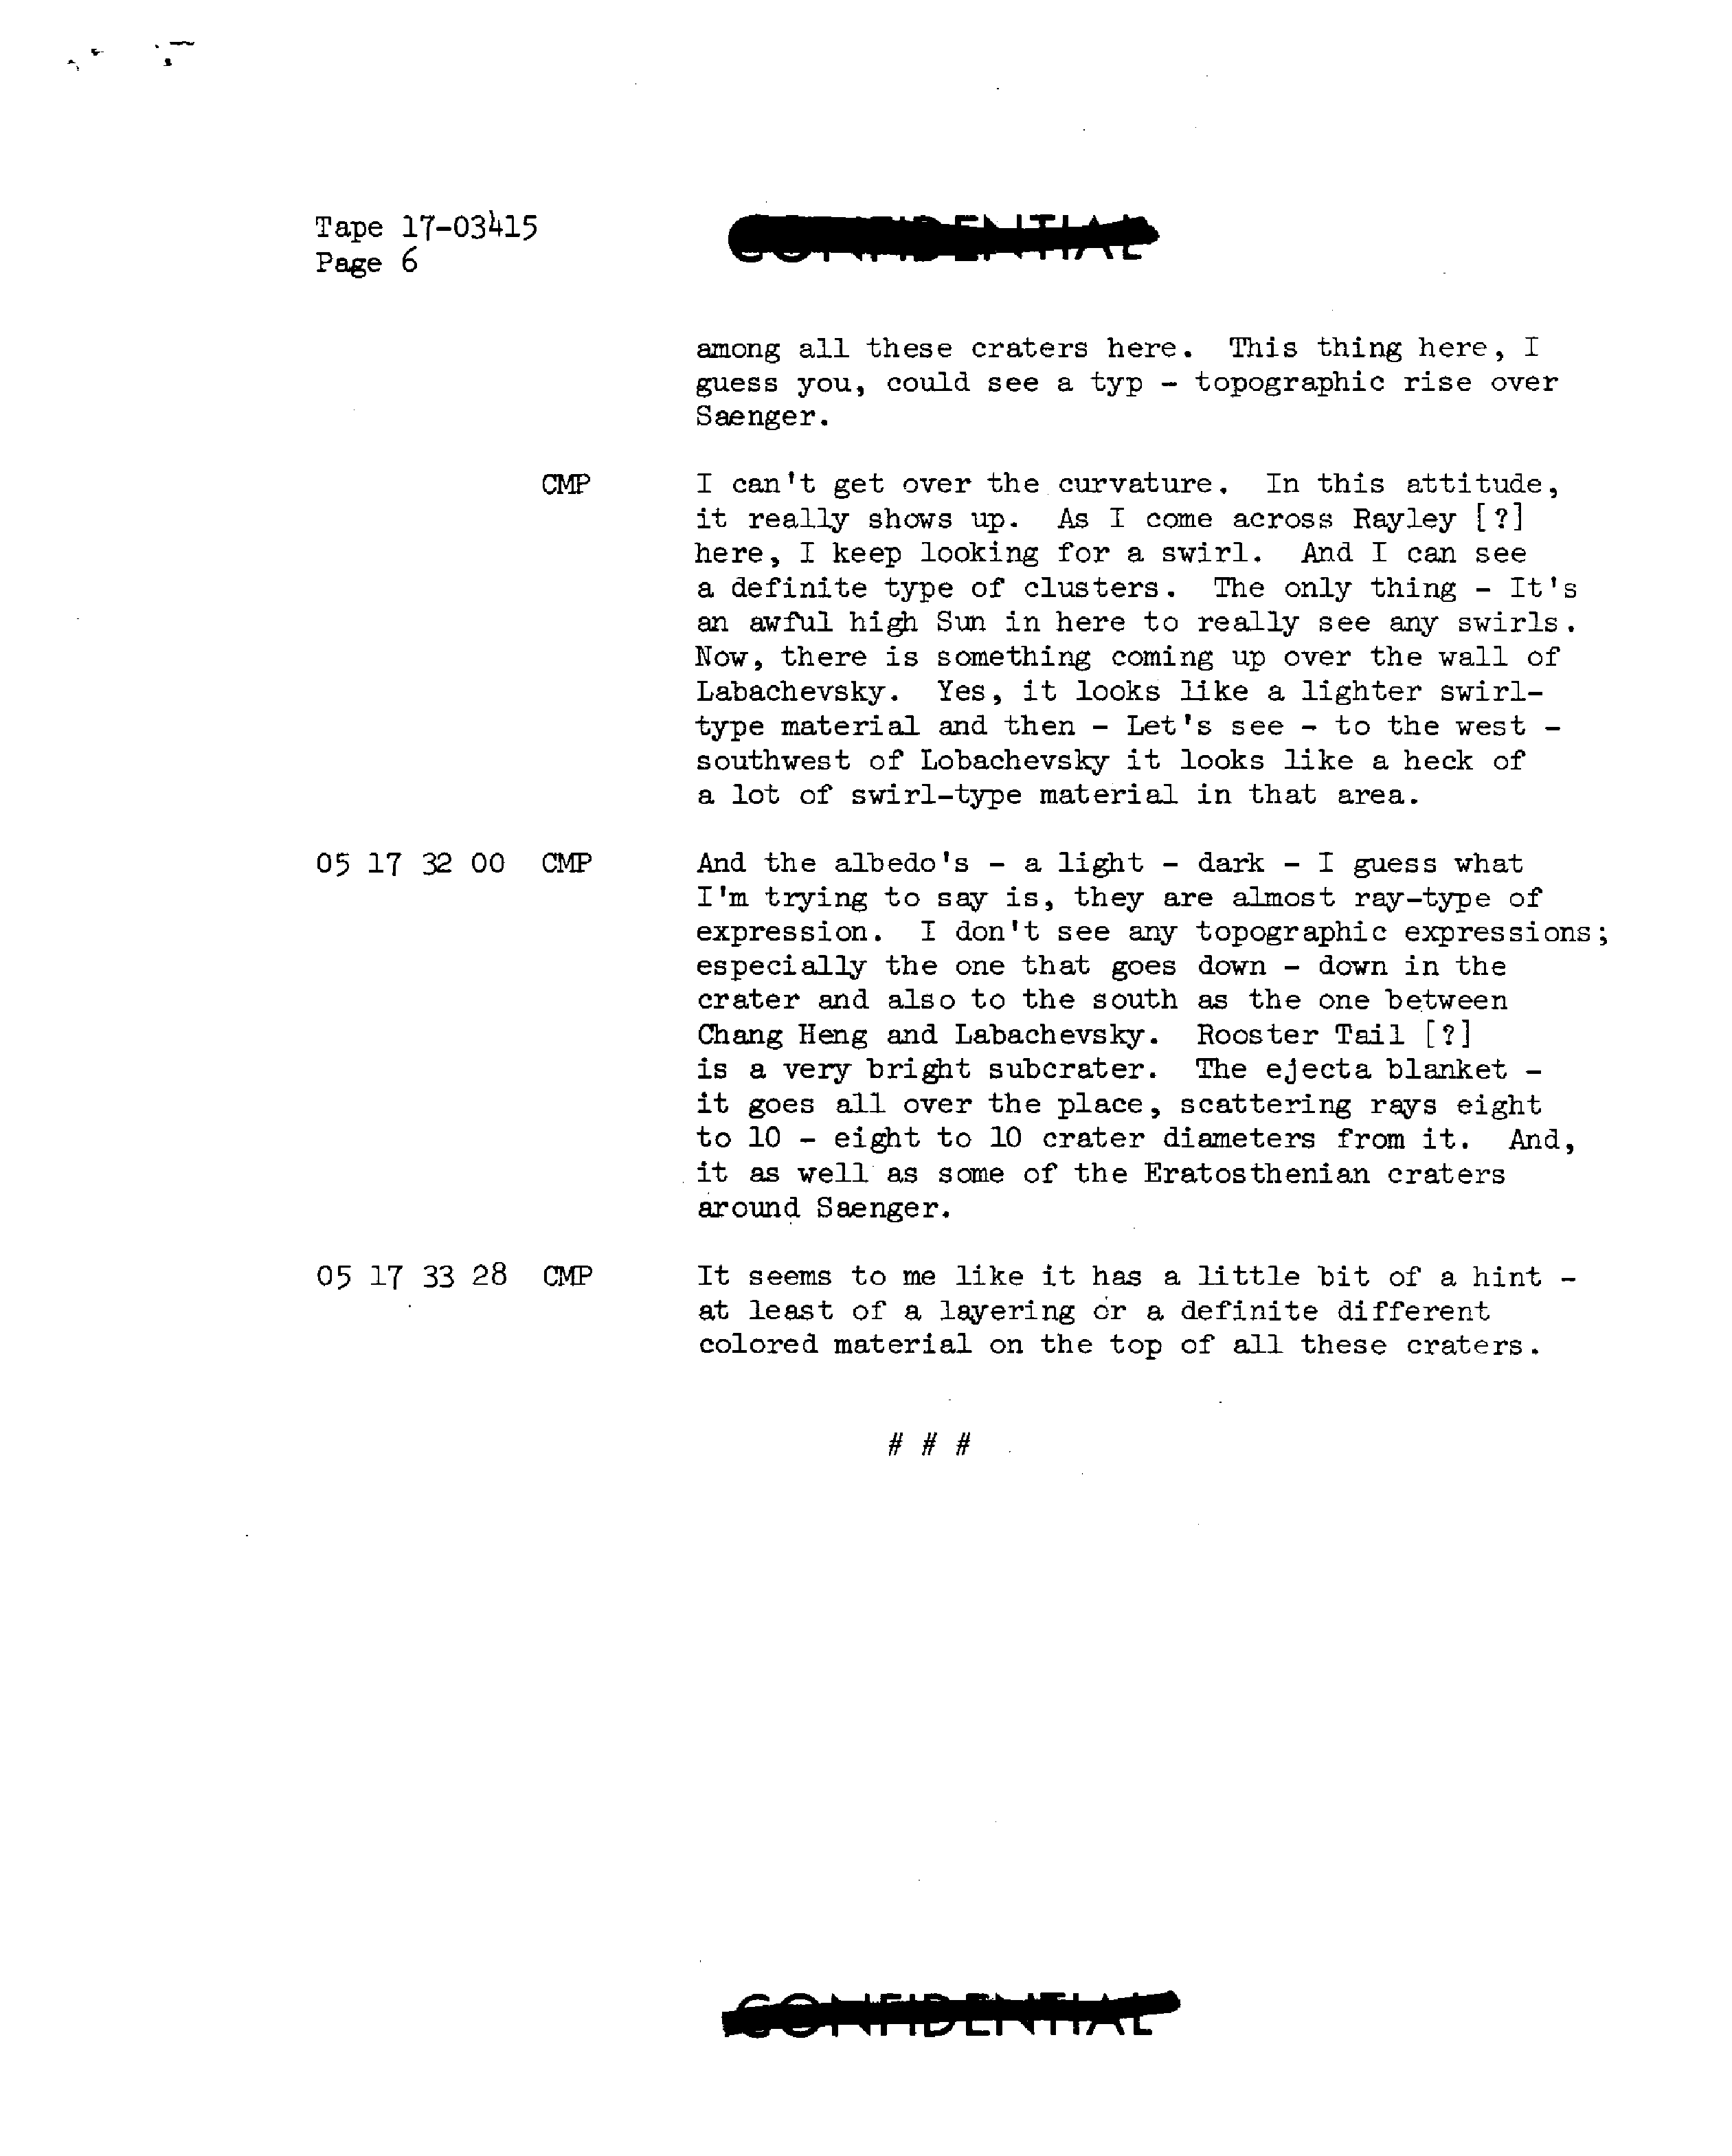 Tape 17-03415
Page 6
CONFIDENTIAL
among all these craters here. This thing here, I
guess you, could see a typ - topographic rise over
Saenger.
CMP I can't get over the curvature. In this attitude,
it really shows up. As I come across Rayley [?]
here, I keep looking for a swirl. And I can see
a definite type of clusters. The only thing - It's
an awful high Sun in here to really see any swirls.
Now, there is something coming up over the wall of
Labachevsky. Yes, it looks like a lighter swirl-
type material and then - Let's see - to the west -
southwest of Lobachevsky it looks like a heck of
a lot of swirl-type material in that area.
05 17 32 00 CMP And the albedo's - a light - dark - I guess what
I'm trying to say is, they are almost ray-type of
expression. I don't see any topographic expressions;
especially the one that goes down - down in the
crater and also to the south as the one between
Chang Heng and Labachevsky. Rooster Tail [?]
is a very bright subcrater. The ejecta blanket -
it goes all over the place, scattering rays eight
to 10 - eight to 10 crater diameters from it. And,
it as well as some of the Eratosthenian craters
around Saenger.
05 17 33 28 CMP It seems to me like it has a little bit of a hint -
at least of a layering or a definite different
colored material on the top of all these craters.
# # #
CONFIDENTIAL